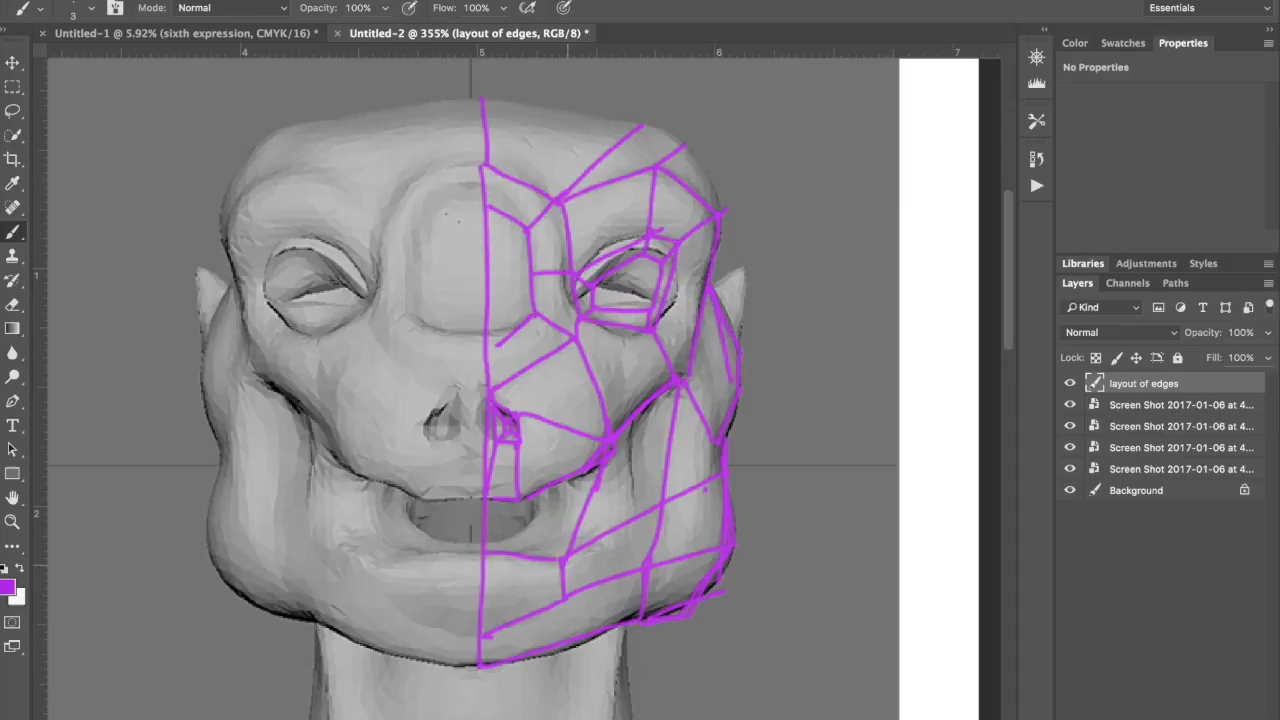 3 Mode: Normal Opacity: 100% Flow: 100% Essentials
× Untitled-1 @ 5.92% (sixth expression, CMYK/16) * × Untitled-2 @ 355% (layout of edges, RGB/8) *
4 5 6 7
Color Swatches Properties
No Properties
1
2
Libraries Adjustments Styles
Layers Channels Paths
Kind
Normal Opacity: 100%
Lock: Fill: 100%
layout of edges
Screen Shot 2017-01-06 at 4...
Screen Shot 2017-01-06 at 4...
Screen Shot 2017-01-06 at 4...
Screen Shot 2017-01-06 at 4...
Background